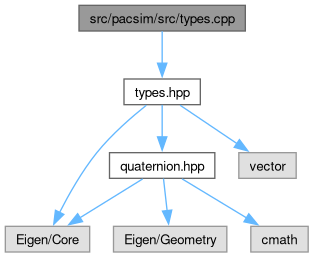 src/pacsim/src/types.cpp
types.hpp
quaternion.hpp
vector
Eigen/Core
Eigen/Geometry
cmath